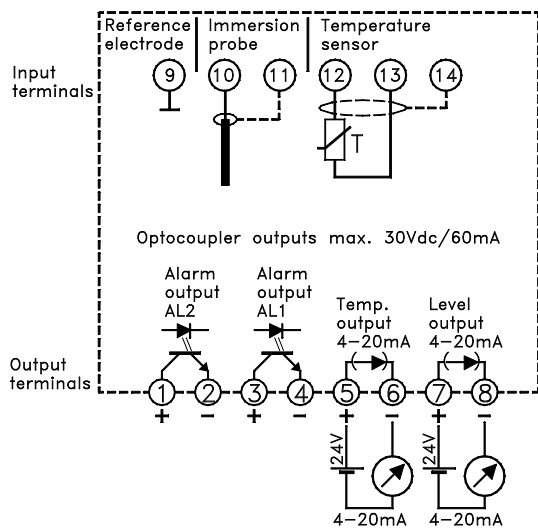 Reference
electrode
Immersion
probe
Temperature
sensor
Input
terminals
9
10
11
12
13
14
T
Optocoupler outputs max. 30Vdc/60mA
Alarm
output
AL2
Alarm
output
AL1
Temp.
output
4-20mA
Level
output
4-20mA
Output
terminals
1
2
3
4
5
6
7
8
+
-
+
-
+
-
+
-
24V
24V
4-20mA
4-20mA